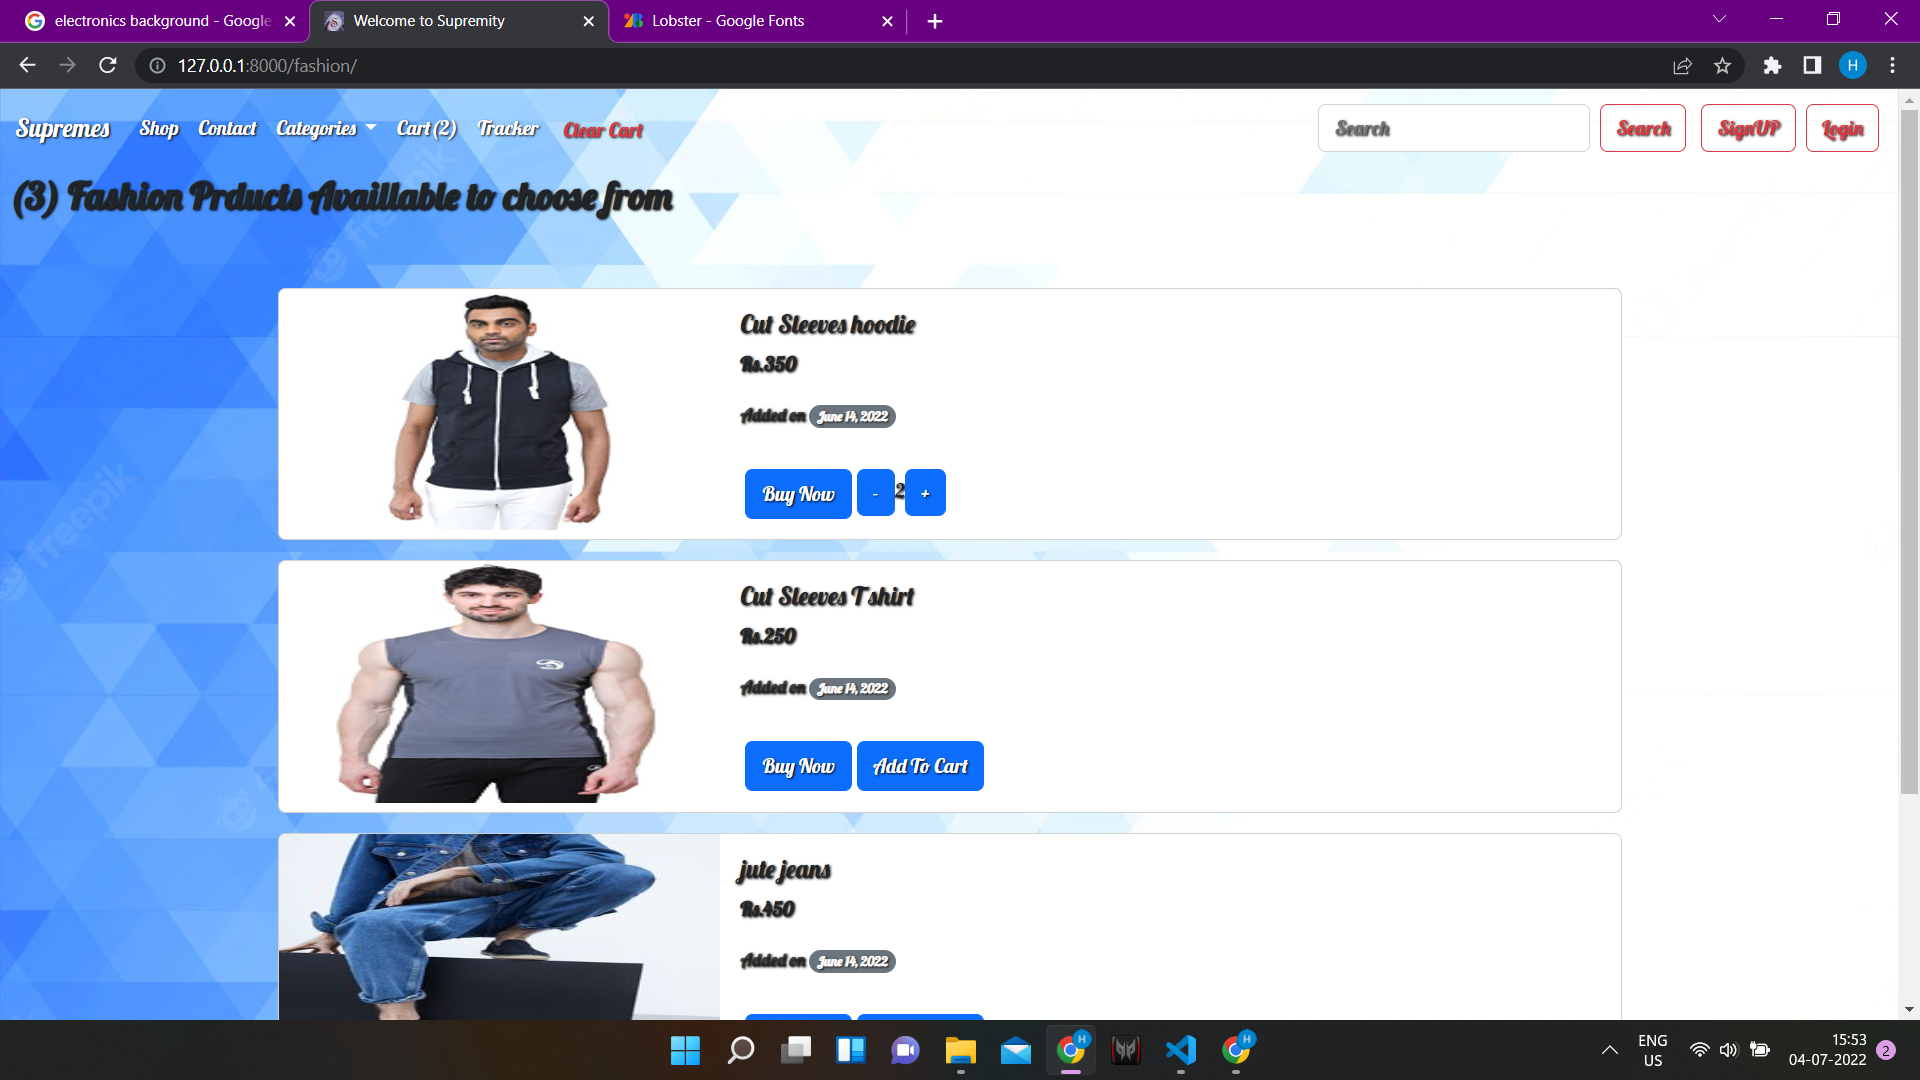 electronics background - Google
Welcome to Supremity
Lobster - Google Fonts
127.0.0.1:8000/fashion/
H
Supremes
Shop
Contact
Categories
Cart(2)
Tracker
Clear Cart
Search
Search
SignUP
Login
(3) Fashion Prducts Availlable to choose from
freepik
freepik
Cut Sleeves hoodie
Rs.350
Added on June 14, 2022
Buy Now - 2 +
Cut Sleeves T shirt
Rs.250
Added on June 14, 2022
Buy Now Add To Cart
jute jeans
Rs.450
Added on June 14, 2022
ENG
US
15:53
04-07-2022
2